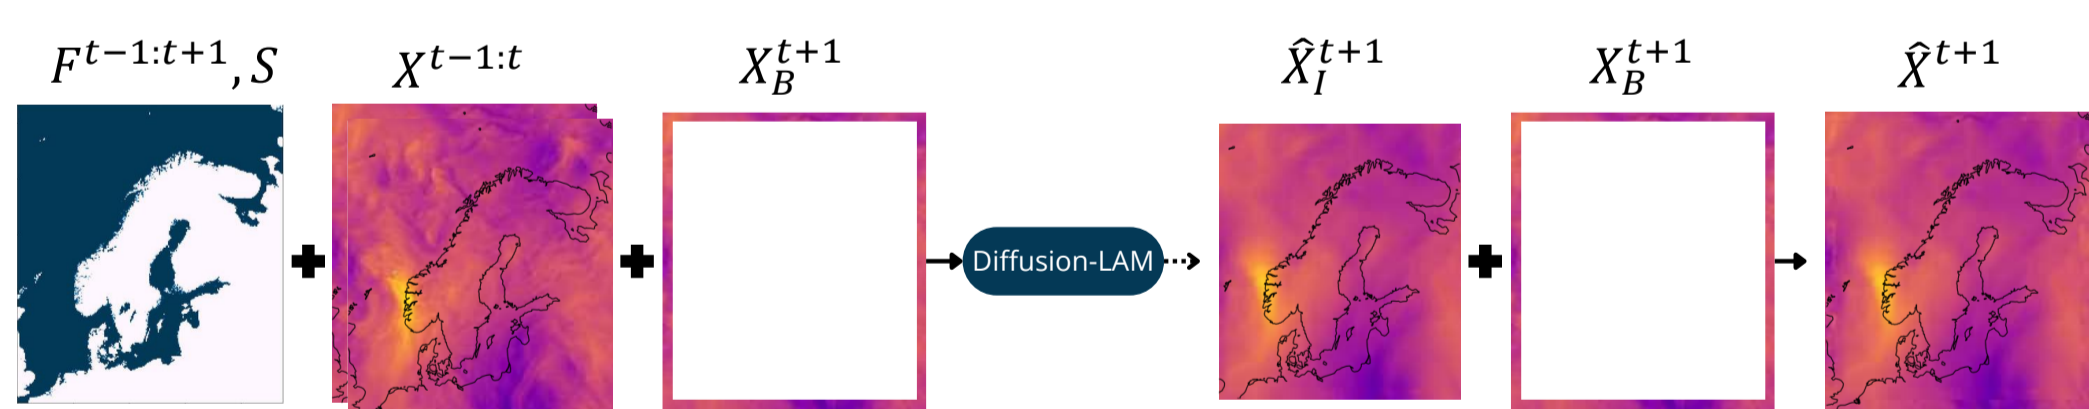 F^{t−1:t+1}, S
X^{t−1:t}
X_B^{t+1}
Diffusion-LAM
X̂_I^{t+1}
X_B^{t+1}
X̂^{t+1}